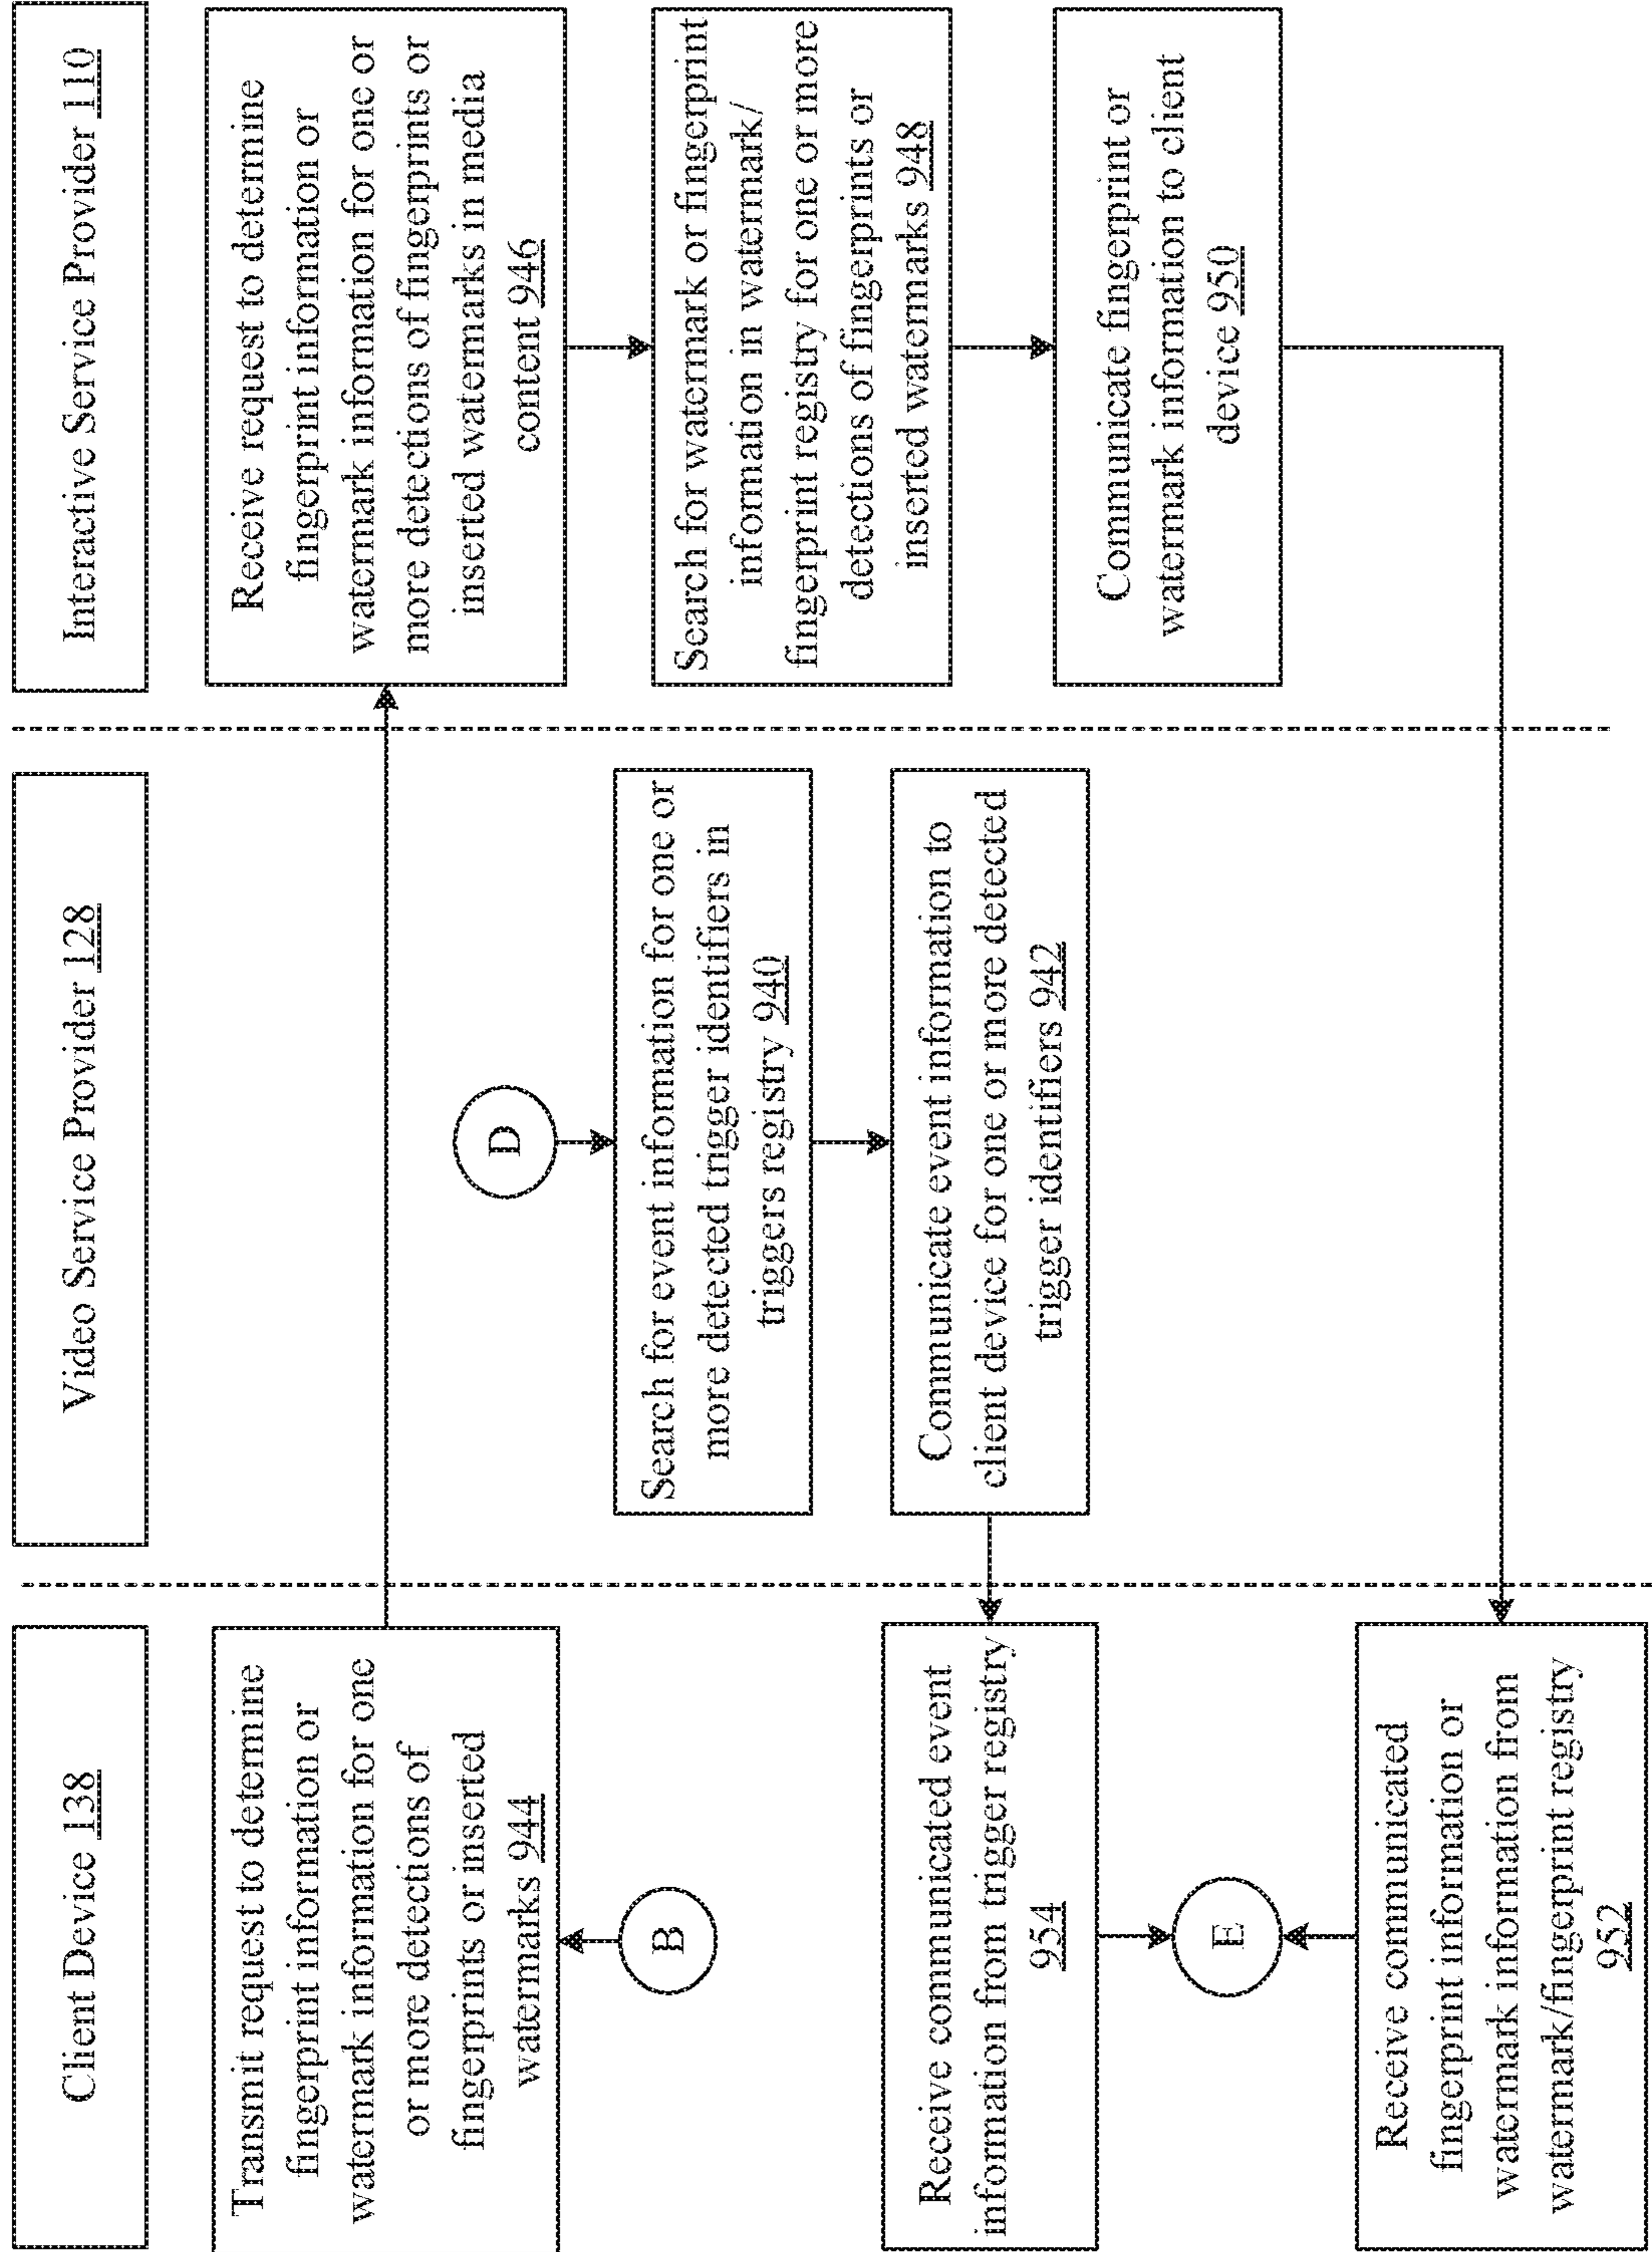 Client Device 138
Video Service Provider 128
Interactive Service Provider 110
Transmit request to determine
fingerprint information or
watermark information for one
or more detections of
fingerprints or inserted
watermarks 944
B
Receive communicated event
information from trigger registry
954
E
Receive communicated
fingerprint information or
watermark information from
watermark/fingerprint registry
952
D
Search for event information for one or
more detected trigger identifiers in
triggers registry 940
Communicate event information to
client device for one or more detected
trigger identifiers 942
Receive request to determine
fingerprint information or
watermark information for one or
more detections of fingerprints or
inserted watermarks in media
content 946
Search for watermark or fingerprint
information in watermark/
fingerprint registry for one or more
detections of fingerprints or
inserted watermarks 948
Communicate fingerprint or
watermark information to client
device 950